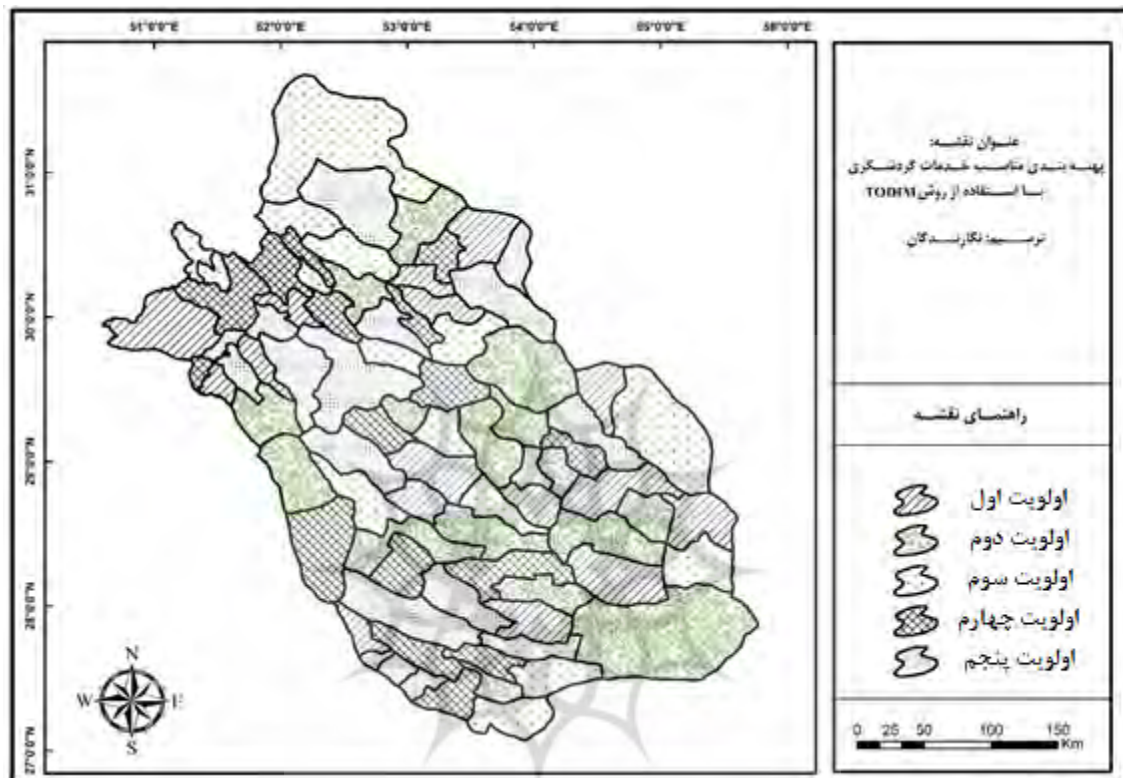 51°0'0"E 52°0'0"E 53°0'0"E 54°0'0"E 55°0'0"E 56°0'0"E
31°0'0"N
30°0'0"N
29°0'0"N
28°0'0"N
27°0'0"N
N
W E
S
عنوان نقشه:
پهنه بندی مناسب خدمات گردشگری
با استفاده از روش TODIM
ترسیم: نگارندگان
راهنمای نقشه
اولویت اول
اولویت دوم
اولویت سوم
اولویت چهارم
اولویت پنجم
0 25 50 100 150
Km